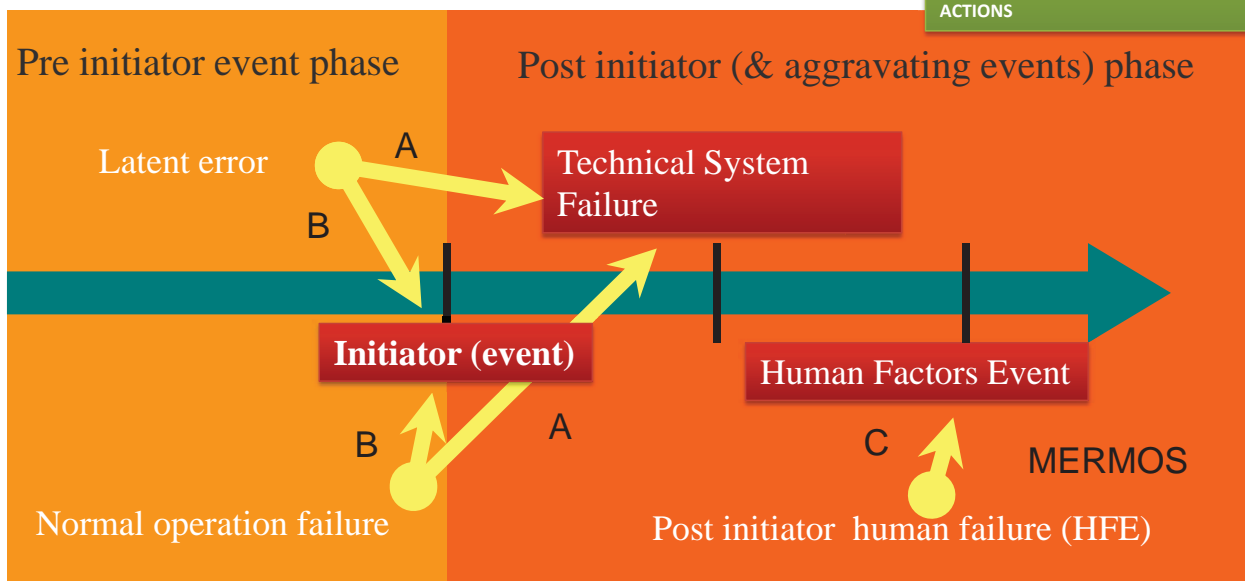 ACTIONS
Pre initiator event phase
Post initiator (& aggravating events) phase
Latent error
A
Technical System
Failure
B
Initiator (event)
Human Factors Event
B
A
C
MERMOS
Normal operation failure
Post initiator human failure (HFE)